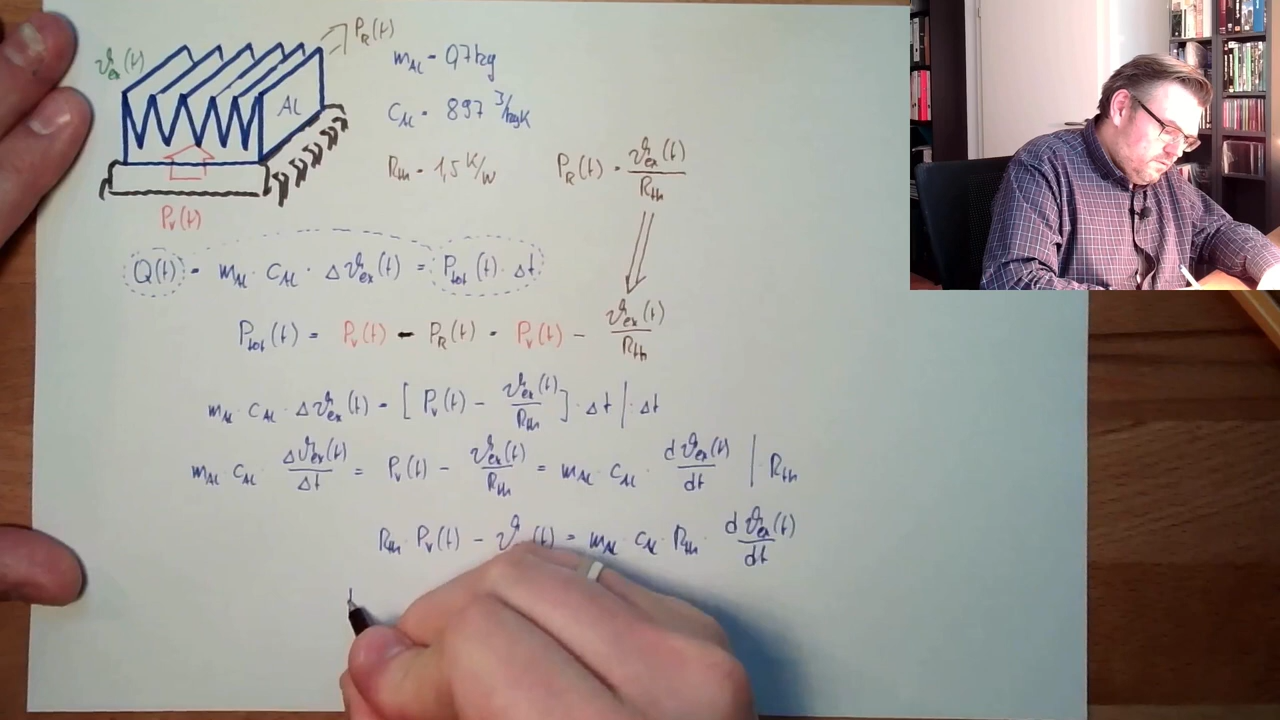 ϑex(t)
PR(t)
Al
PV(t)
mAl = 0,7kg
cAl = 897 J/kgK
Rth = 1,5 K/W
PR(t) = ϑex(t)/Rth
Q(t) = mAl · cAl · Δϑex(t) = Ptot(t) · Δt
Ptot(t) = PV(t) - PR(t) = PV(t) - ϑex(t)/Rth
mAl · cAl · Δϑex(t) = [PV(t) - ϑex(t)/Rth] · Δt | · Δt
mAl · cAl · Δϑex(t)/Δt = PV(t) - ϑex(t)/Rth = mAl · cAl · dϑex(t)/dt | · Rth
Rth · PV(t) - ϑ (t) = mAl · cAl · Rth · dϑex(t)/dt